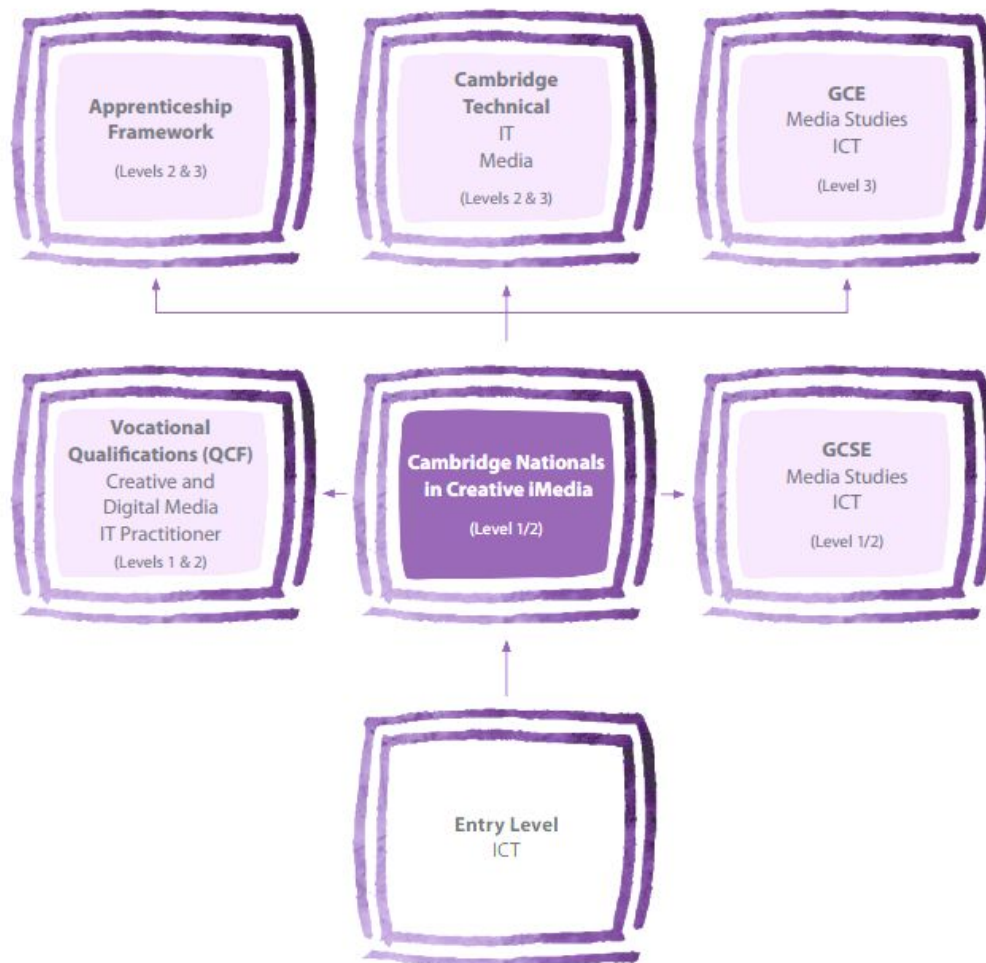 Apprenticeship
Framework
(Levels 2 & 3)
Cambridge
Technical
IT
Media
(Levels 2 & 3)
GCE
Media Studies
ICT
(Level 3)
Vocational
Qualifications (QCF)
Creative and
Digital Media
IT Practitioner
(Levels 1 & 2)
Cambridge Nationals
in Creative iMedia
(Level 1/2)
GCSE
Media Studies
ICT
(Level 1/2)
Entry Level
ICT